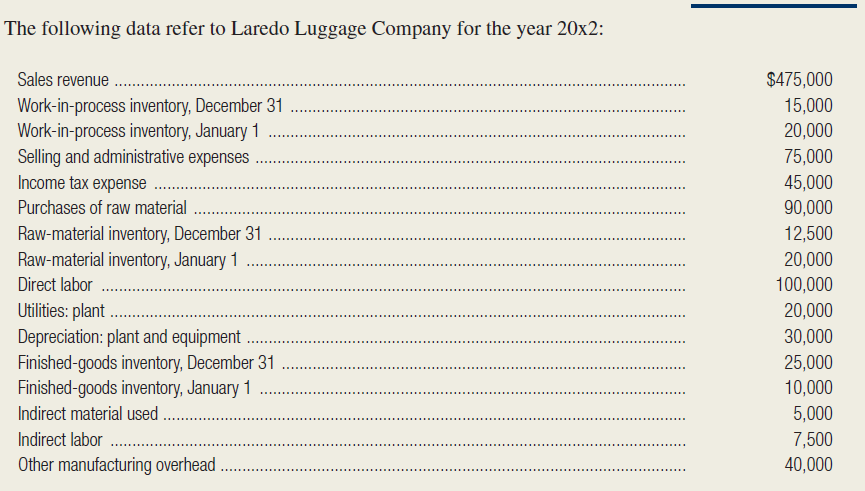 The following data refer to Laredo Luggage Company for the year 20x2:
Sales revenue ........................................ $475,000
Work-in-process inventory, December 31 ........................................ 15,000
Work-in-process inventory, January 1 ........................................ 20,000
Selling and administrative expenses ........................................ 75,000
Income tax expense ........................................ 45,000
Purchases of raw material ........................................ 90,000
Raw-material inventory, December 31 ........................................ 12,500
Raw-material inventory, January 1 ........................................ 20,000
Direct labor ........................................ 100,000
Utilities: plant ........................................ 20,000
Depreciation: plant and equipment ........................................ 30,000
Finished-goods inventory, December 31 ........................................ 25,000
Finished-goods inventory, January 1 ........................................ 10,000
Indirect material used ........................................ 5,000
Indirect labor ........................................ 7,500
Other manufacturing overhead ........................................ 40,000